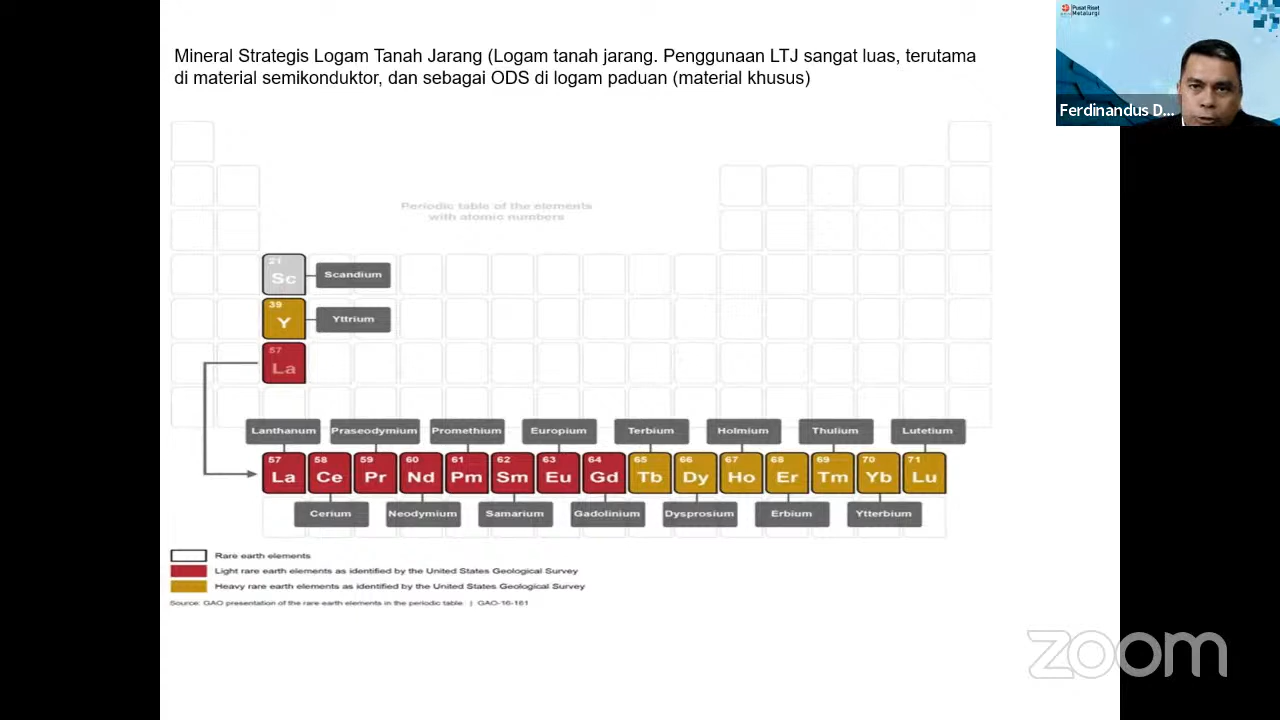 Mineral Strategis Logam Tanah Jarang (Logam tanah jarang. Penggunaan LTJ sangat luas, terutama
di material semikonduktor, dan sebagai ODS di logam paduan (material khusus)
Pusat Riset
Metalurgi
Ferdinandus D...
Periodic table of the elements
with atomic numbers
21
Sc
Scandium
39
Y
Yttrium
57
La
Lanthanum Praseodymium Promethium Europium Terbium Holmium Thulium Lutetium
57 58 59 60 61 62 63 64 65 66 67 68 69 70 71
La Ce Pr Nd Pm Sm Eu Gd Tb Dy Ho Er Tm Yb Lu
Cerium Neodymium Samarium Gadolinium Dysprosium Erbium Ytterbium
Rare earth elements
Light rare earth elements as identified by the United States Geological Survey
Heavy rare earth elements as identified by the United States Geological Survey
Source: GAO presentation of the rare earth elements in the periodic table. | GAO-16-161
zoom